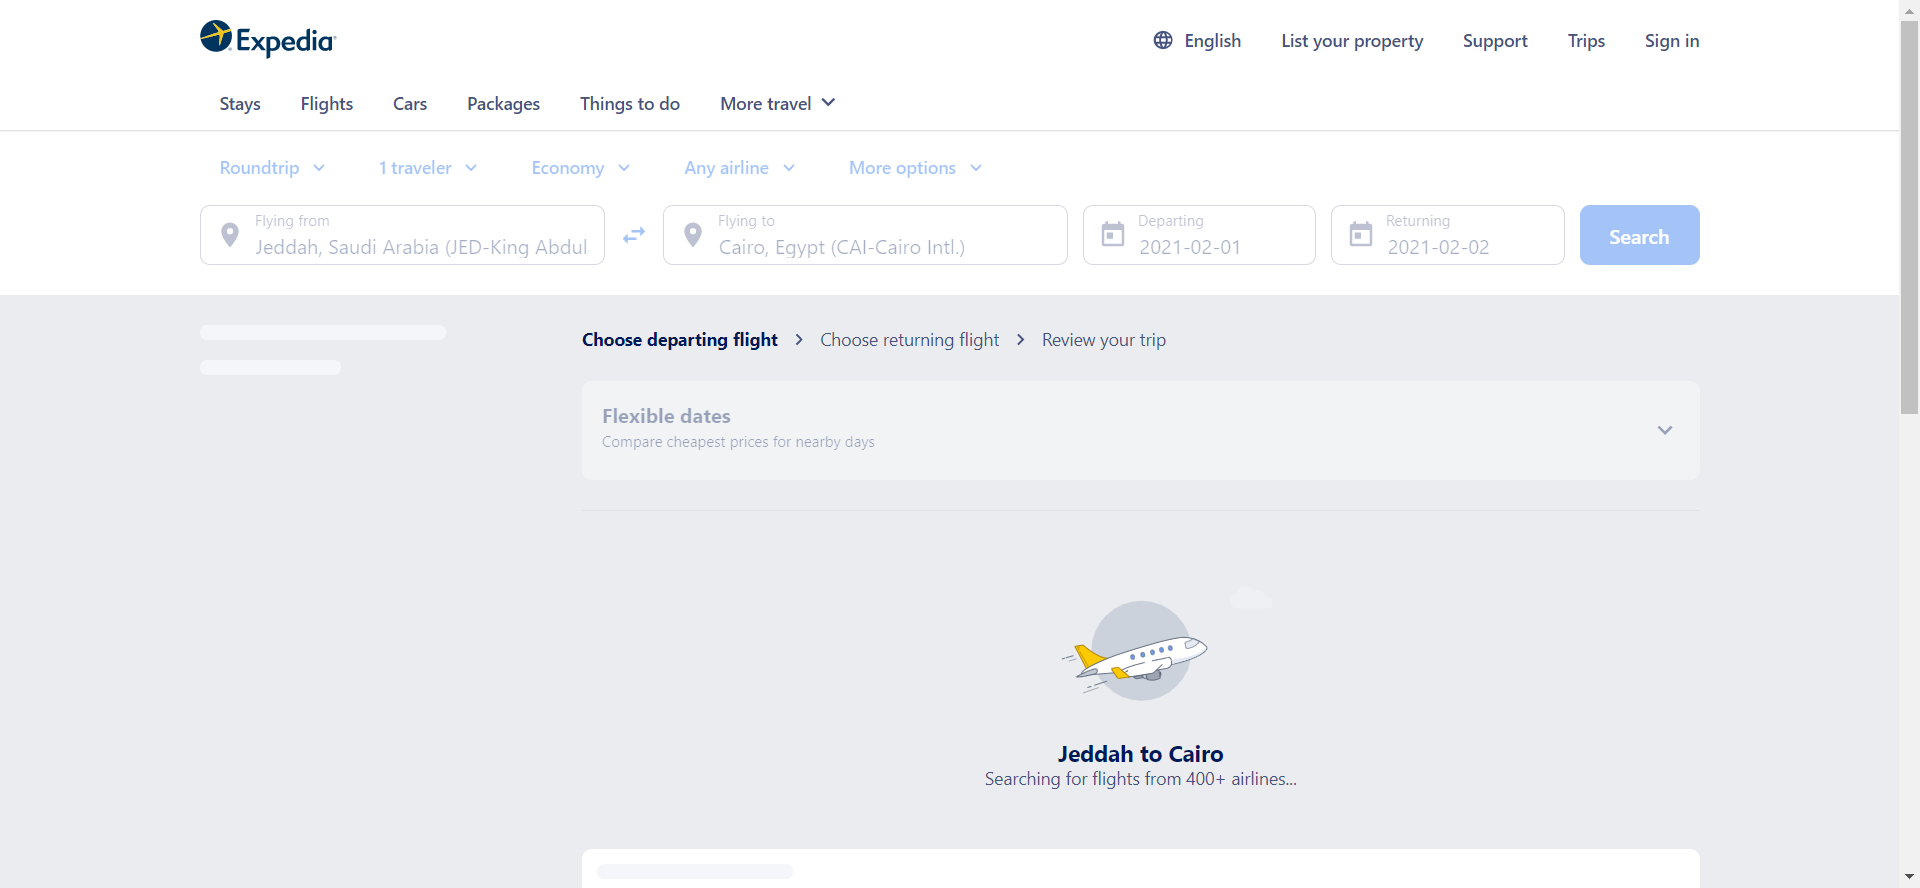 Expedia
English
List your property
Support
Trips
Sign in
Stays
Flights
Cars
Packages
Things to do
More travel
Roundtrip
1 traveler
Economy
Any airline
More options
Flying from
Jeddah, Saudi Arabia (JED-King Abdul
Flying to
Cairo, Egypt (CAI-Cairo Intl.)
Departing
2021-02-01
Returning
2021-02-02
Search
Choose departing flight
Choose returning flight
Review your trip
Flexible dates
Compare cheapest prices for nearby days
Jeddah to Cairo
Searching for flights from 400+ airlines...